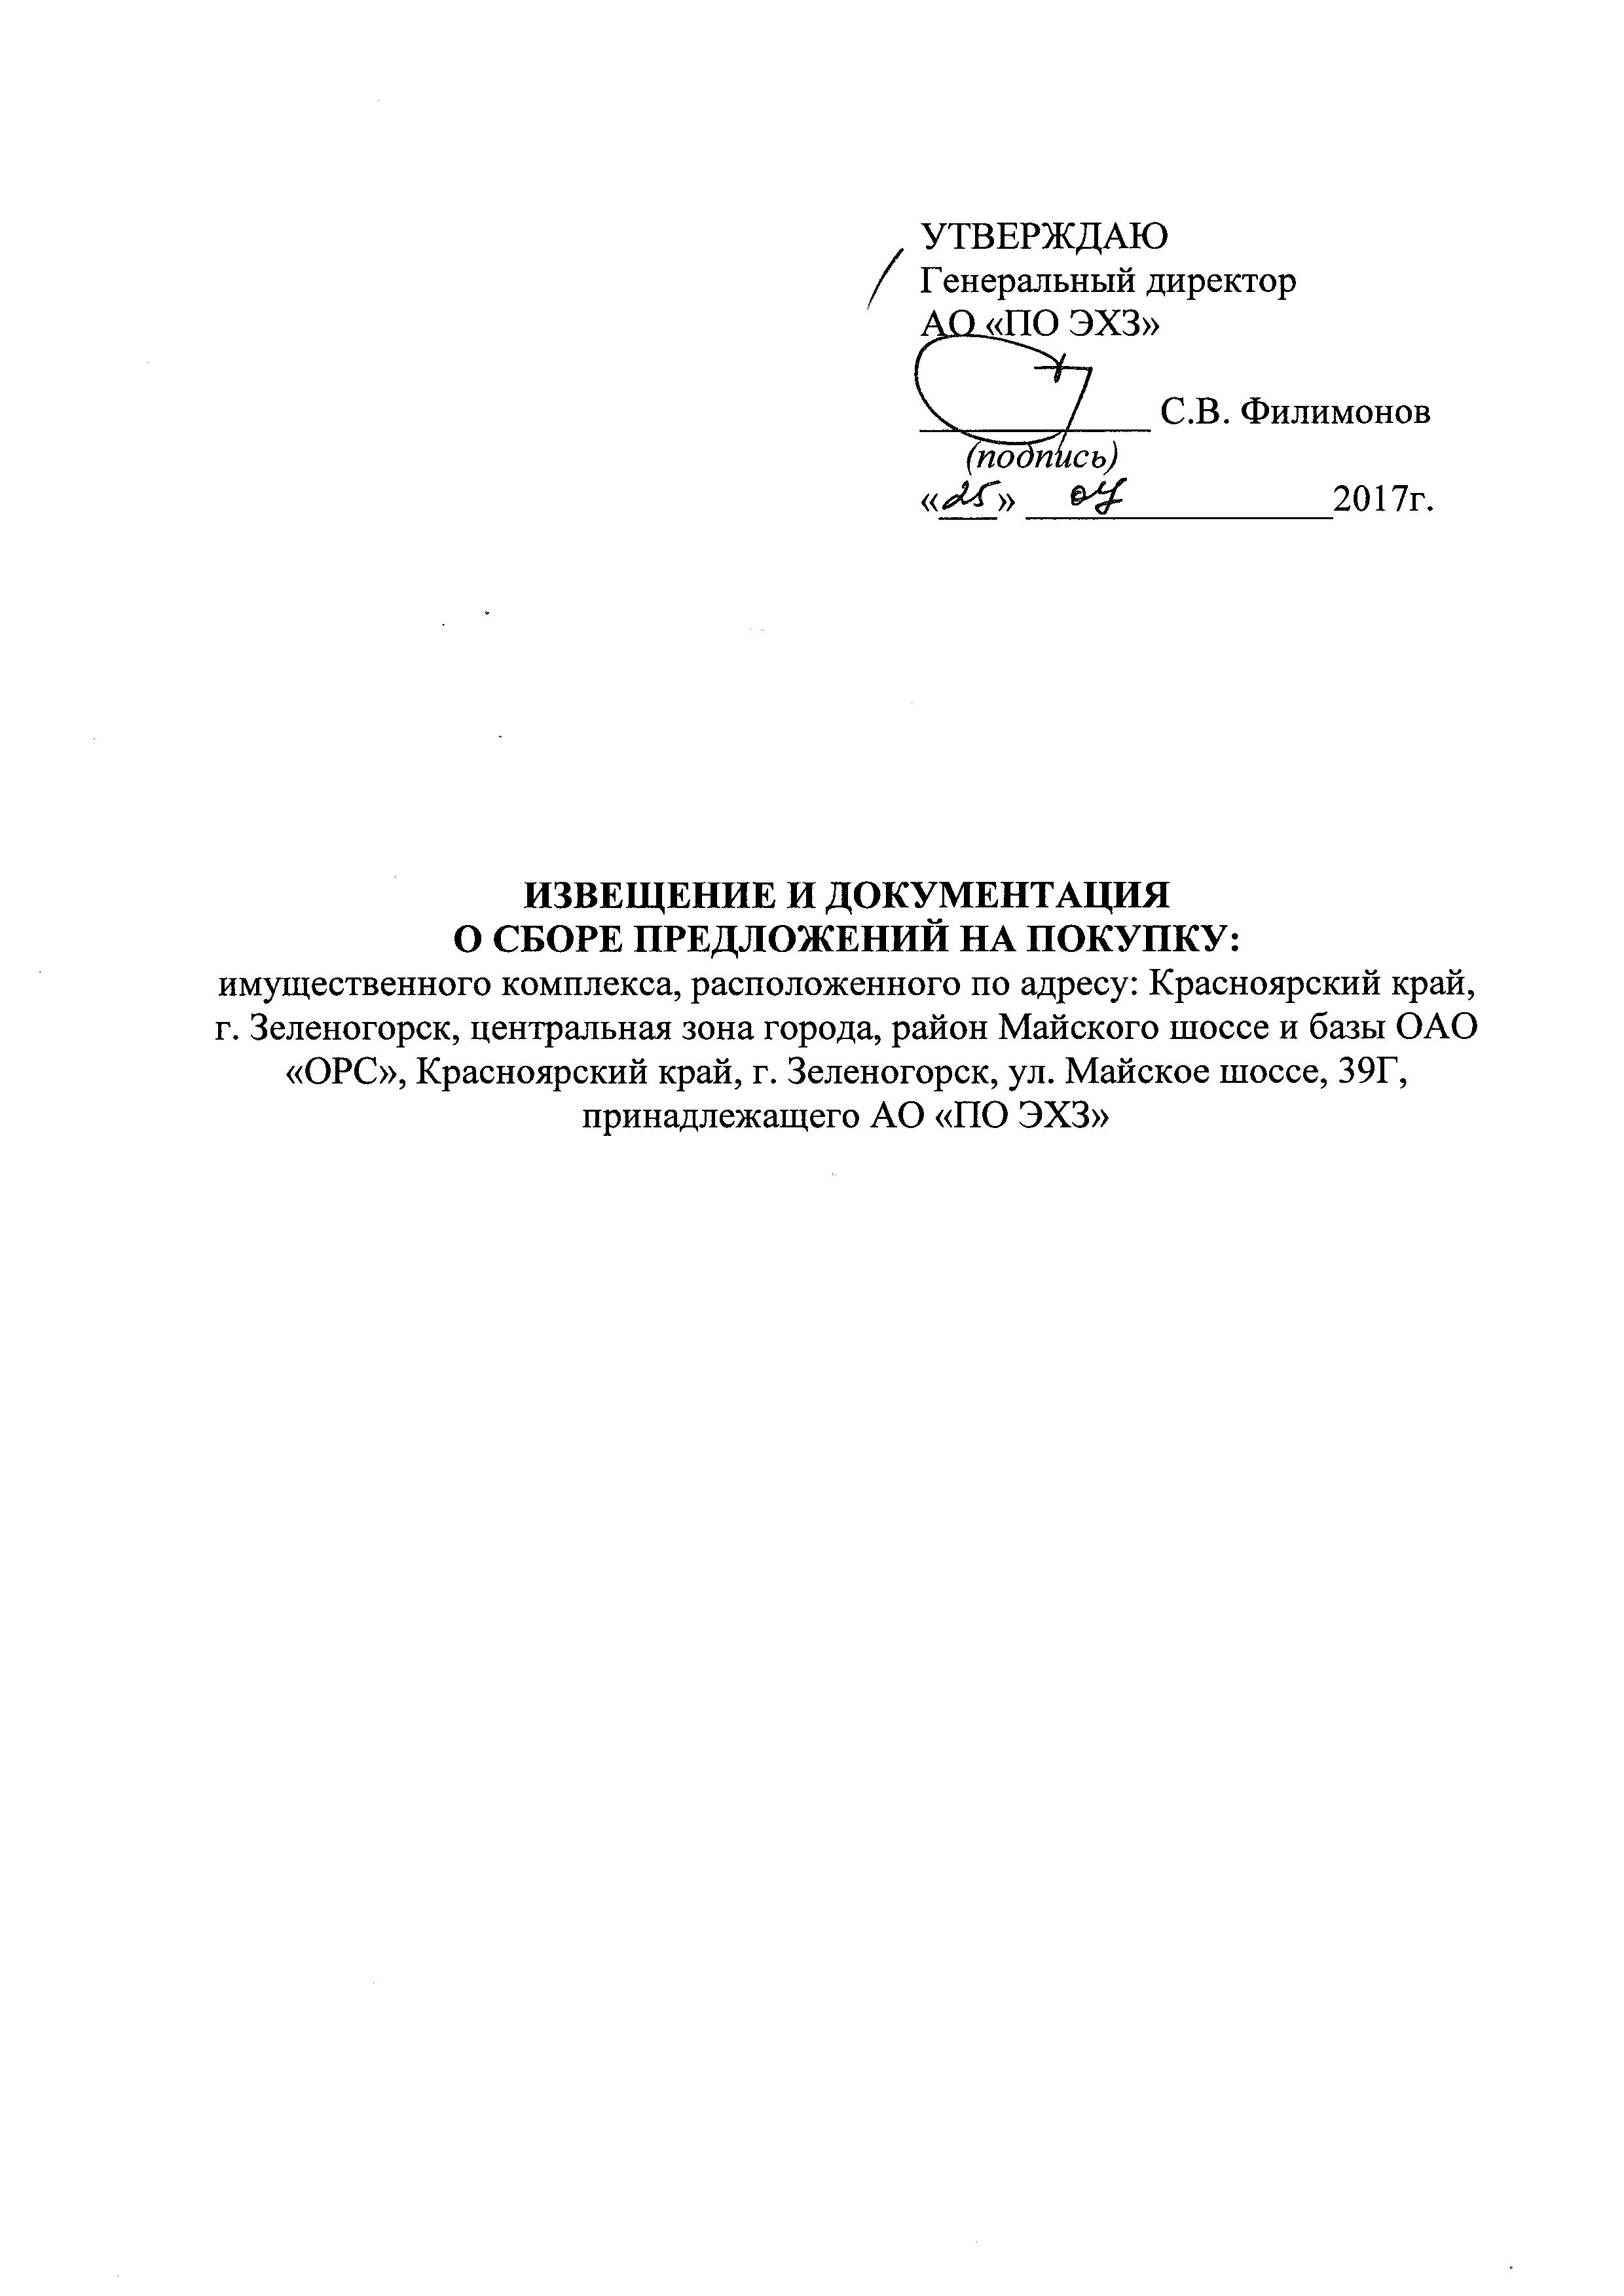 УТВЕРЖДАЮ
Генеральный директор
АО «ПО ЭХЗ»
С.В. Филимонов
(подпись)
«25» 2017г.
ИЗВЕЩЕНИЕ И ДОКУМЕНТАЦИЯ
О СБОРЕ ПРЕДЛОЖЕНИЙ НА ПОКУПКУ:
имущественного комплекса, расположенного по адресу: Красноярский край,
г. Зеленогорск, центральная зона города, район Майского шоссе и базы ОАО
«ОРС», Красноярский край, г. Зеленогорск, ул. Майское шоссе, 39Г,
принадлежащего АО «ПО ЭХЗ»